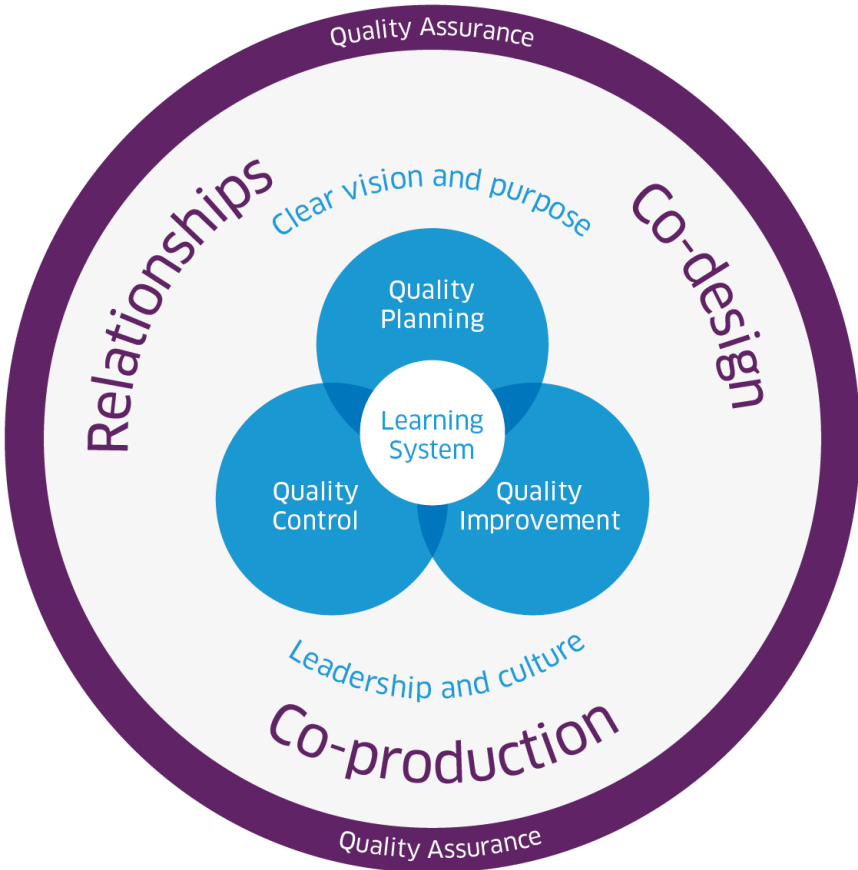 Quality Assurance
Clear vision and purpose
Relationships
Co-design
Quality
Planning
Learning
System
Quality
Control
Quality
Improvement
Leadership and culture
Co-production
Quality Assurance